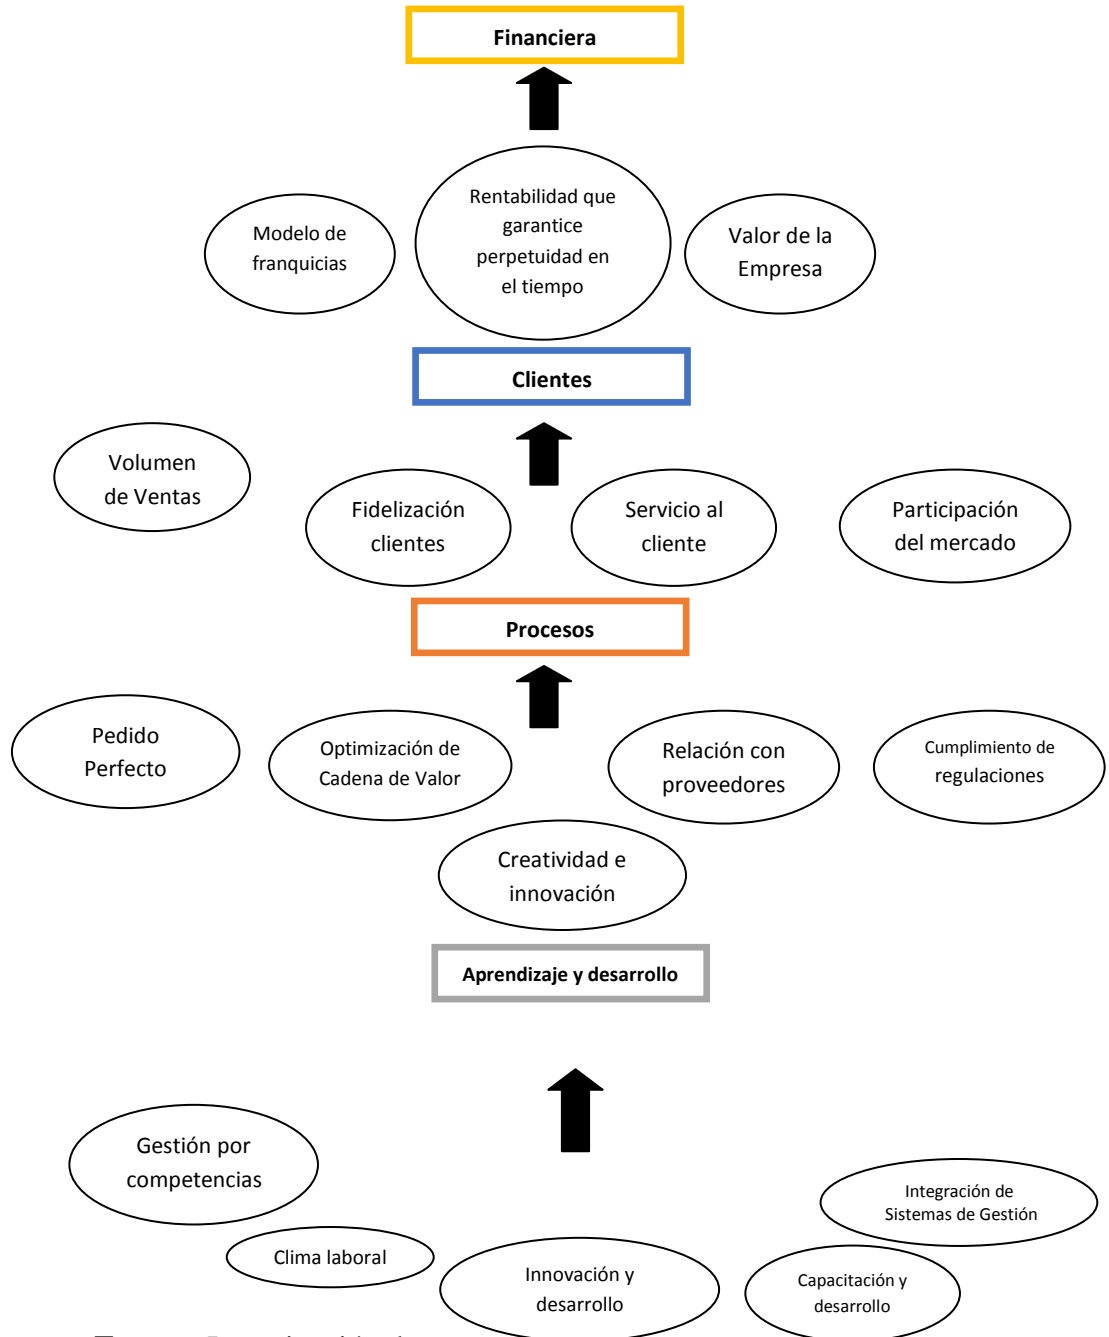 Financiera
Rentabilidad que
garantice
perpetuidad en
el tiempo
Modelo de
franquicias
Valor de la
Empresa
Clientes
Volumen
de Ventas
Fidelización
clientes
Servicio al
cliente
Participación
del mercado
Procesos
Pedido
Perfecto
Optimización de
Cadena de Valor
Relación con
proveedores
Cumplimiento de
regulaciones
Creatividad e
innovación
Aprendizaje y desarrollo
Gestión por
competencias
Integración de
Sistemas de Gestión
Clima laboral
Innovación y
desarrollo
Capacitación y
desarrollo